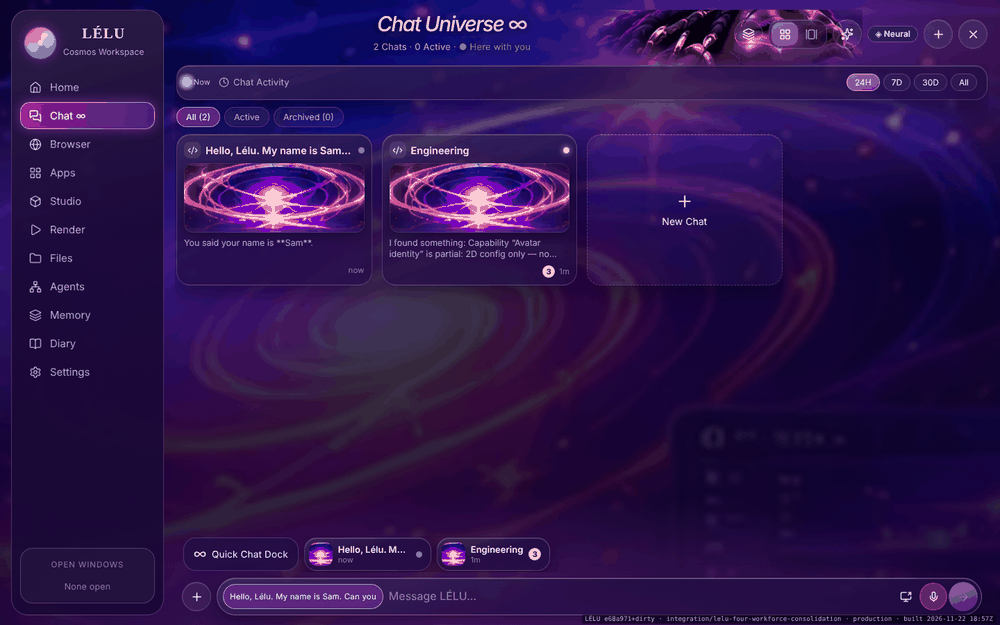 LÉLU
Cosmos Workspace
Home
Chat ∞
Browser
Apps
Studio
Render
Files
Agents
Memory
Diary
Settings
OPEN WINDOWS
None open
Chat Universe ∞
2 Chats · 0 Active · Here with you
Neural
Now
Chat Activity
24H
7D
30D
All
All (2)
Active
Archived (0)
Hello, Lélu. My name is Sam...
You said your name is **Sam**.
now
Engineering
I found something: Capability "Avatar
identity" is partial: 2D config only — no...
3
1m
New Chat
∞ Quick Chat Dock
Hello, Lélu. M...
now
Engineering
1m
3
Hello, Lélu. My name is Sam. Can you
Message LÉLU...
LÉLU e68a971+dirty · integration/lelu-four-workforce-consolidation · production · built 2026-11-22 18:57Z